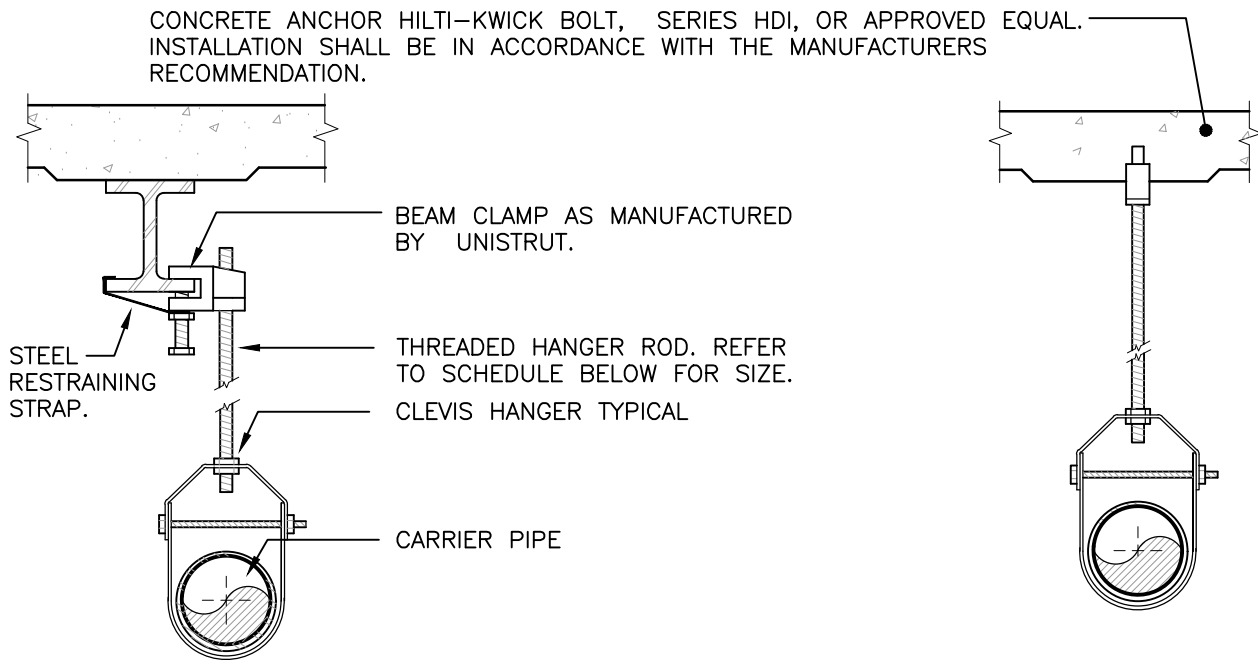 CONCRETE ANCHOR HILTI-KWICK BOLT, SERIES HDI, OR APPROVED EQUAL.
INSTALLATION SHALL BE IN ACCORDANCE WITH THE MANUFACTURERS
RECOMMENDATION.
BEAM CLAMP AS MANUFACTURED
BY UNISTRUT.
STEEL
RESTRAINING
STRAP.
THREADED HANGER ROD. REFER
TO SCHEDULE BELOW FOR SIZE.
CLEVIS HANGER TYPICAL
CARRIER PIPE